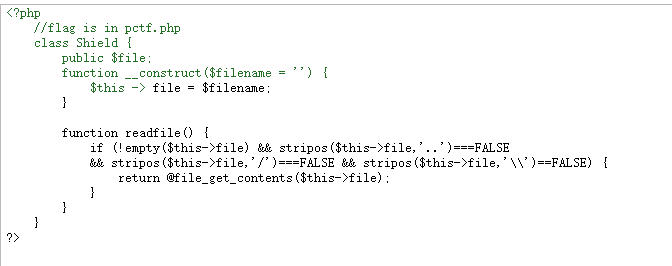 <?php
    //flag is in pctf.php
    class Shield {
        public $file;
        function __construct($filename = '') {
            $this -> file = $filename;
        }

        function readfile() {
            if (!empty($this->file) && stripos($this->file,'..')===FALSE
            && stripos($this->file,'/')===FALSE && stripos($this->file,'\\')==FALSE) {
                return @file_get_contents($this->file);
            }
        }
    }
?>